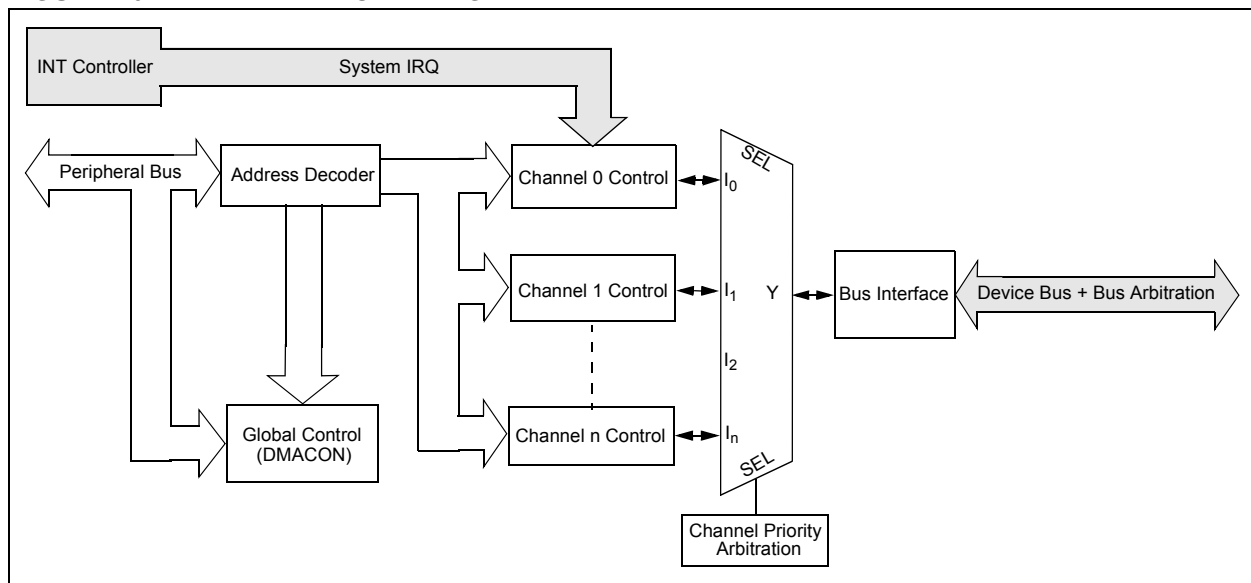 INT Controller
System IRQ
Peripheral Bus
Address Decoder
Channel 0 Control
SEL
I0
Channel 1 Control
I1
Y
Bus Interface
Device Bus + Bus Arbitration
I2
Global Control
(DMACON)
Channel n Control
In
SEL
Channel Priority
Arbitration